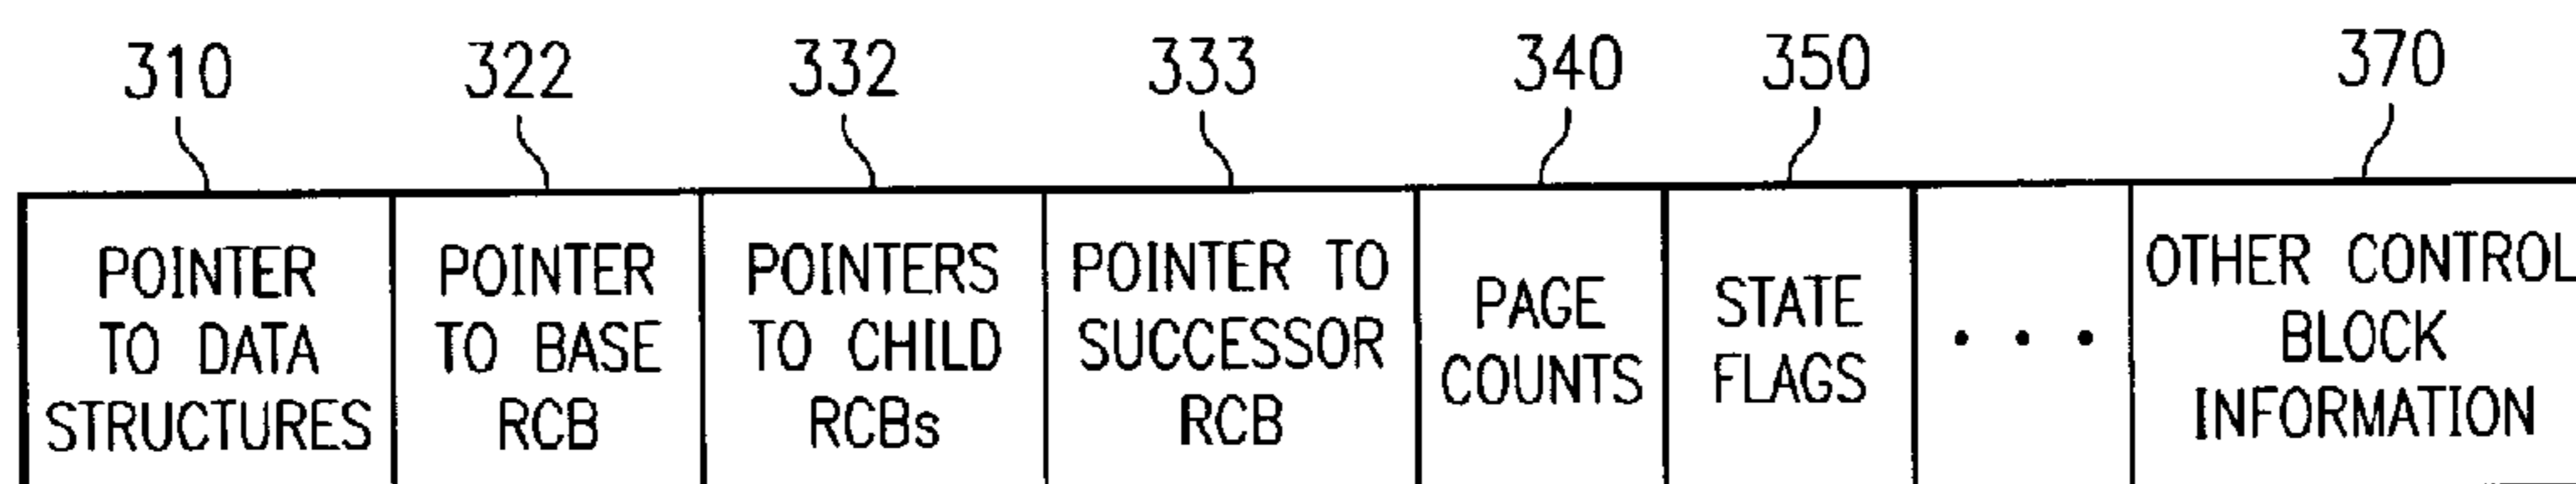 310 322 332 333 340 350 370
POINTER
TO DATA
STRUCTURES
POINTER
TO BASE
RCB
POINTERS
TO CHILD
RCBs
POINTER TO
SUCCESSOR
RCB
PAGE
COUNTS
STATE
FLAGS
• • •
OTHER CONTROL
BLOCK
INFORMATION